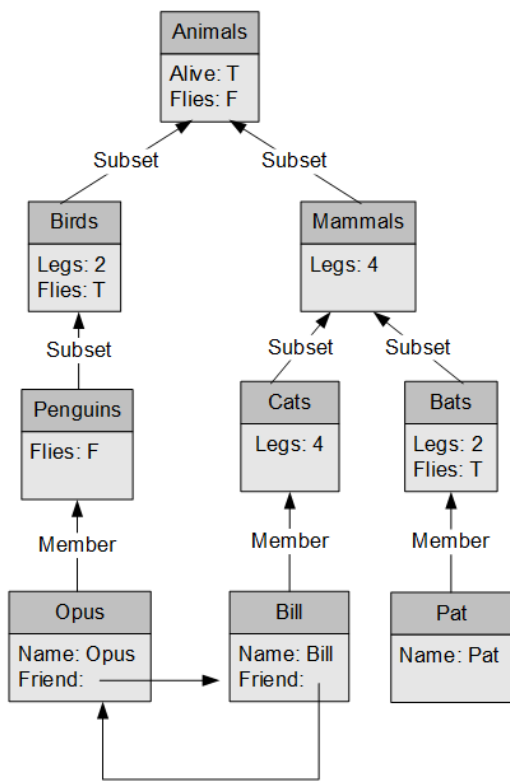 Animals
Alive: T
Flies: F
Subset
Subset
Birds
Legs: 2
Flies: T
Mammals
Legs: 4
Subset
Subset
Subset
Penguins
Flies: F
Cats
Legs: 4
Bats
Legs: 2
Flies: T
Member
Member
Member
Opus
Name: Opus
Friend:
Bill
Name: Bill
Friend:
Pat
Name: Pat